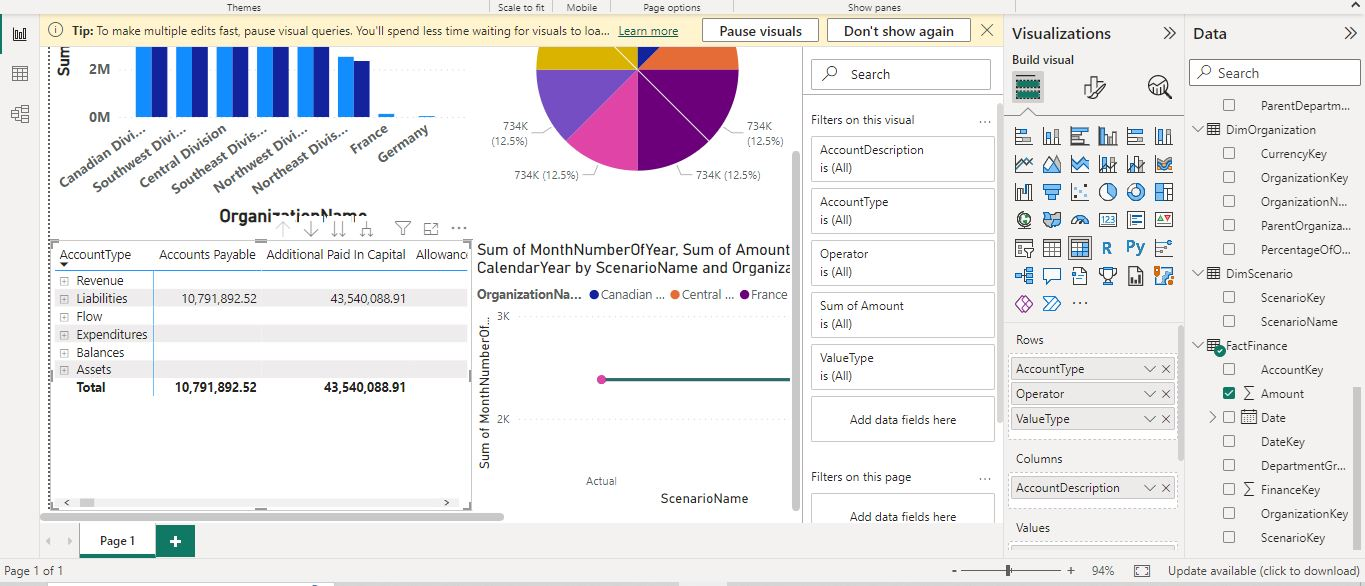 Themes
Scale to fit
Mobile
Page options
Show panes
Tip: To make multiple edits fast, pause visual queries. You'll spend less time waiting for visuals to loa...
Learn more
Pause visuals
Don't show again
2M
0M
Canadian Divi...
Southwest Divi...
Central Division
Southeast Divis...
Northwest Divi...
Northeast Divis...
France
Germany
OrganizationName
734K
(12.5%)
734K (12.5%)
734K (12.5%)
734K
(12.5%)
AccountType Accounts Payable Additional Paid In Capital Allowanc
Revenue
Liabilities 10,791,892.52 43,540,088.91
Flow
Expenditures
Balances
Assets
Total 10,791,892.52 43,540,088.91
Sum of MonthNumberOfYear, Sum of Amount
CalendarYear by ScenarioName and Organiza
OrganizationNa... Canadian ... Central ... France
Sum of MonthNumberOf...
3K
2K
Actual
ScenarioName
Search
Filters on this visual
AccountDescription
is (All)
AccountType
is (All)
Operator
is (All)
Sum of Amount
is (All)
ValueType
is (All)
Add data fields here
Filters on this page
Add data fields here
Visualizations
Build visual
123
R
Py
Rows
AccountType
Operator
ValueType
Columns
AccountDescription
Values
Data
Search
ParentDepartm...
DimOrganization
CurrencyKey
OrganizationKey
OrganizationN...
ParentOrganiza...
PercentageOfO...
DimScenario
ScenarioKey
ScenarioName
FactFinance
AccountKey
Amount
Date
DateKey
DepartmentGr...
FinanceKey
OrganizationKey
ScenarioKey
Page 1
Page 1 of 1
- + 94%
Update available (click to download)